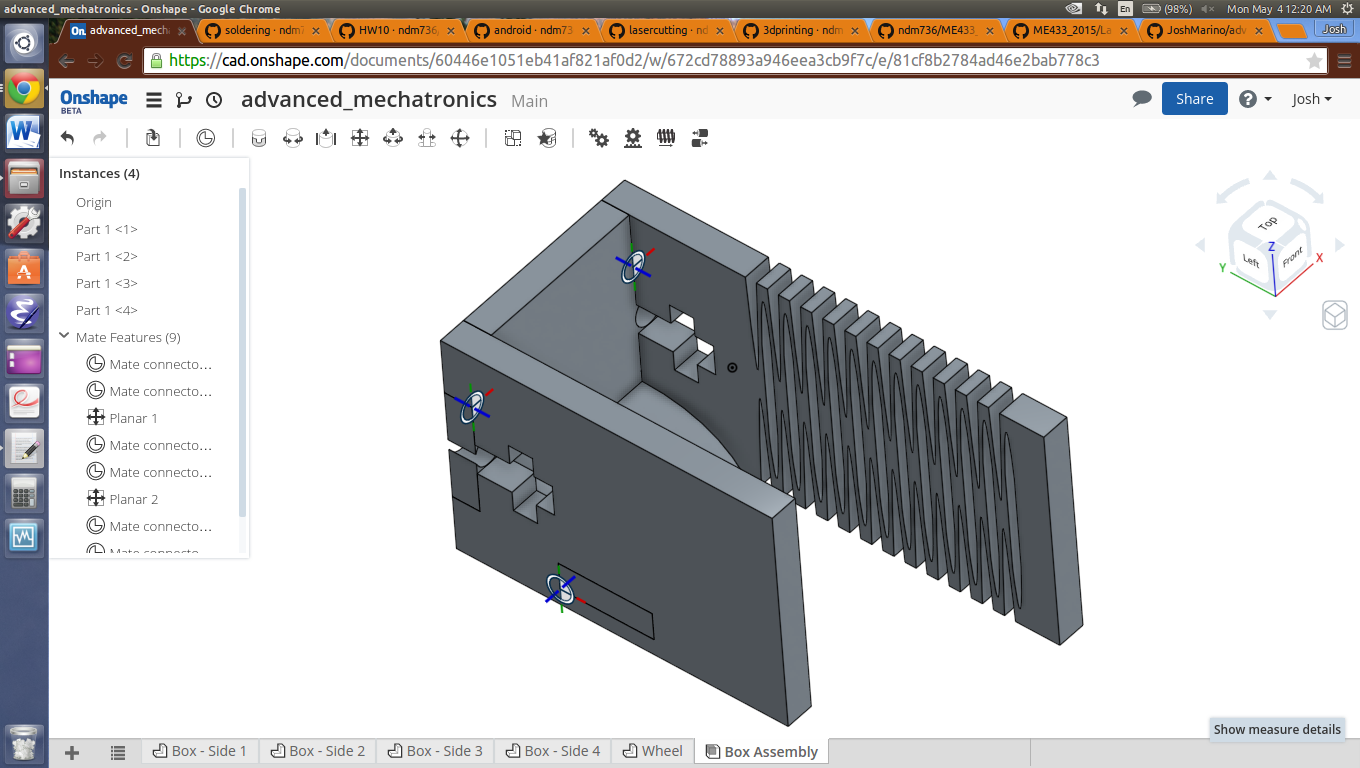 advanced_mechatronics - Onshape - Google Chrome
En (98%) Mon May 4 12:20 AM
On. advanced_mech × soldering · ndm7 × HW10 · ndm736/ × android · ndm73 × lasercutting · nd × 3dprinting · ndm × ndm736/ME433_ × ME433_2015/La × JoshMarino/adv × Josh
https://cad.onshape.com/documents/60446e1051eb41af821af0d2/w/672cd78893a946eea3cb9f7c/e/81cf8b2784ad46e2bab778c3
Onshape
BETA
advanced_mechatronics Main
Share
? Josh
Instances (4)
Origin
Part 1 <1>
Part 1 <2>
Part 1 <3>
Part 1 <4>
Mate Features (9)
Mate connecto...
Mate connecto...
Planar 1
Mate connecto...
Mate connecto...
Planar 2
Mate connecto...
Mate connecto
Top
Left
Front
Z
Y
X
Show measure details
+ Box - Side 1 Box - Side 2 Box - Side 3 Box - Side 4 Wheel Box Assembly